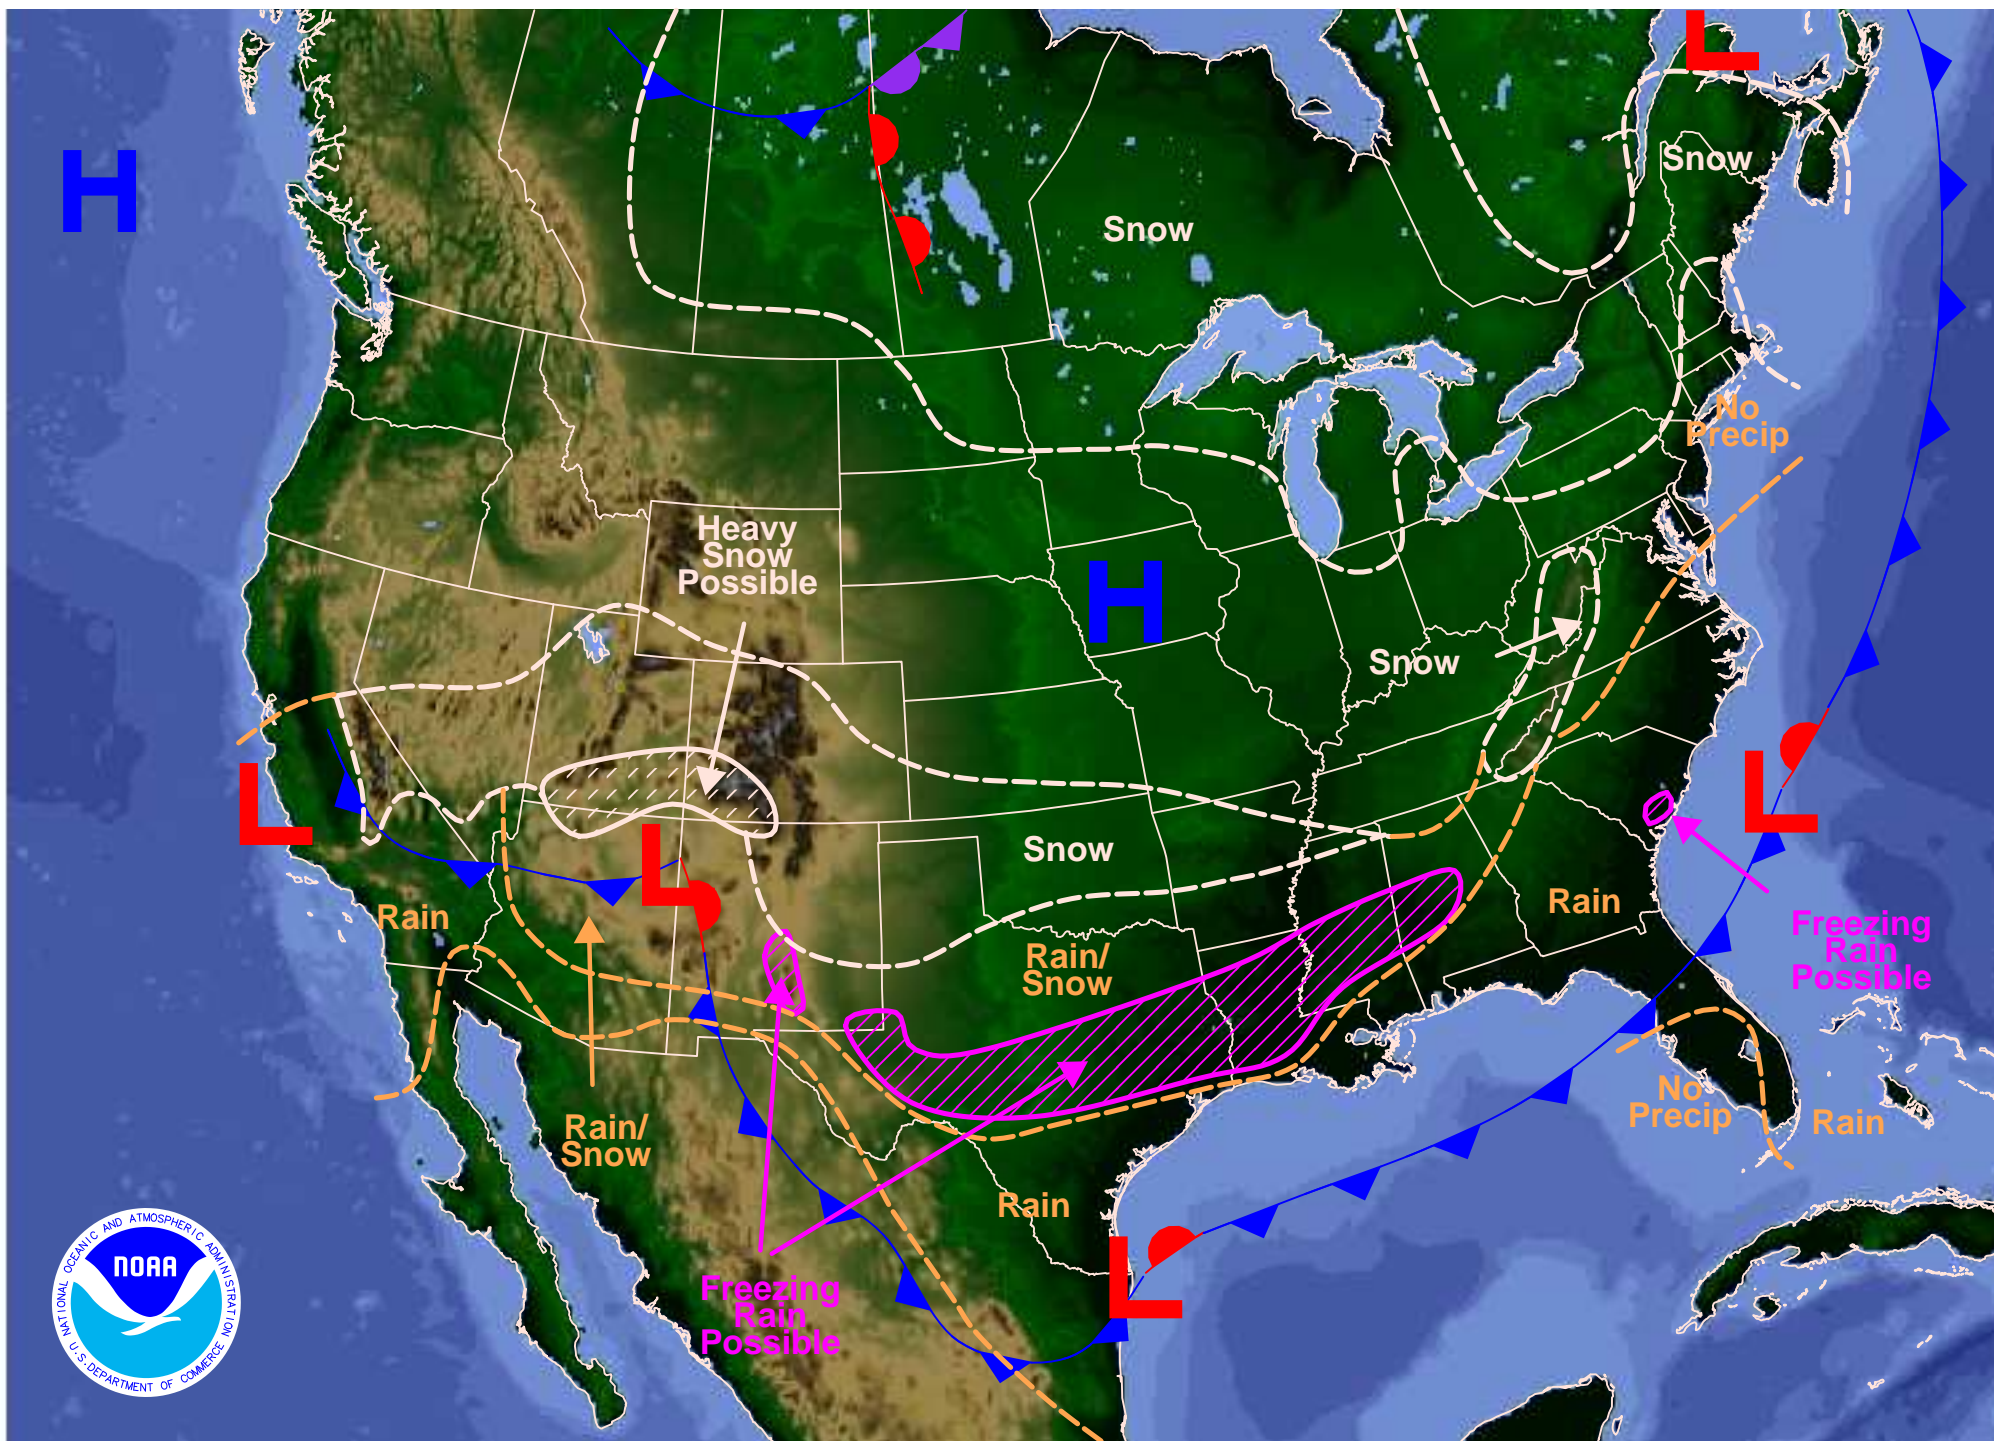 L
H
Snow
Snow
No
Precip
Heavy
Snow
Possible
H
Snow
L
L
L
Snow
Rain
Rain
Freezing
Rain
Possible
Rain/
Snow
No
Precip
Rain
Rain/
Snow
Rain
L
Freezing
Rain
Possible
NATIONAL OCEANIC AND ATMOSPHERIC ADMINISTRATION
NOAA
U.S. DEPARTMENT OF COMMERCE